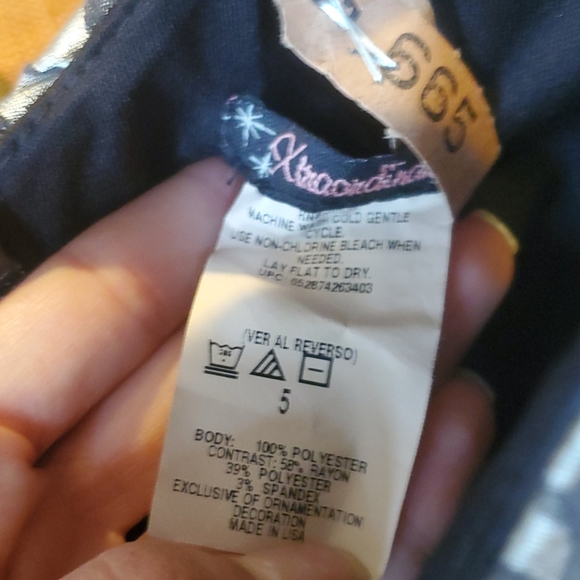 665
Xtraordinar
COLD GENTLE
MACHINE
CYCLE.
USE NON-CHLORINE BLEACH WHEN
NEEDED.
LAY FLAT TO DRY.
UPC 052874263403
(VER AL REVERSO)
5
BODY: 100% POLYESTER
CONTRAST: 58% RAYON
39% POLYESTER
3% SPANDEX
EXCLUSIVE OF ORNAMENTATION
DECORATION
MADE IN USA